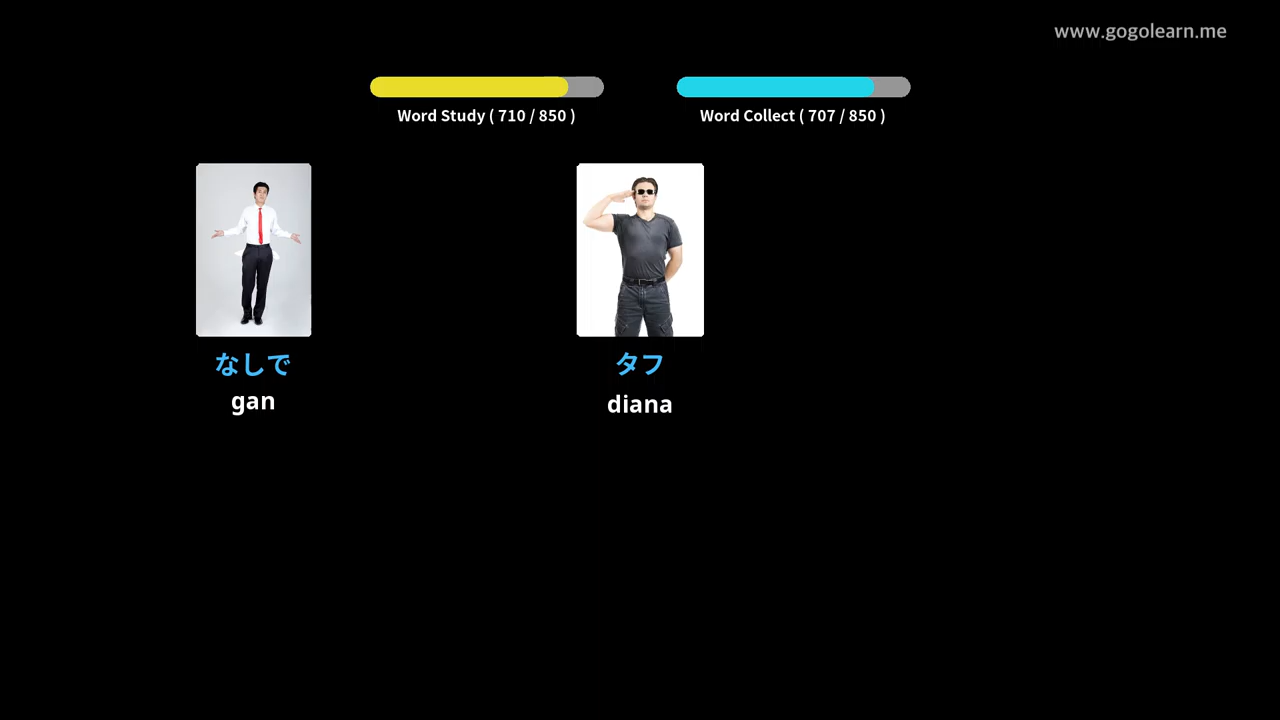 www.gogolearn.me
Word Study ( 710 / 850 )
Word Collect ( 707 / 850 )
なしで
gan
タフ
diana